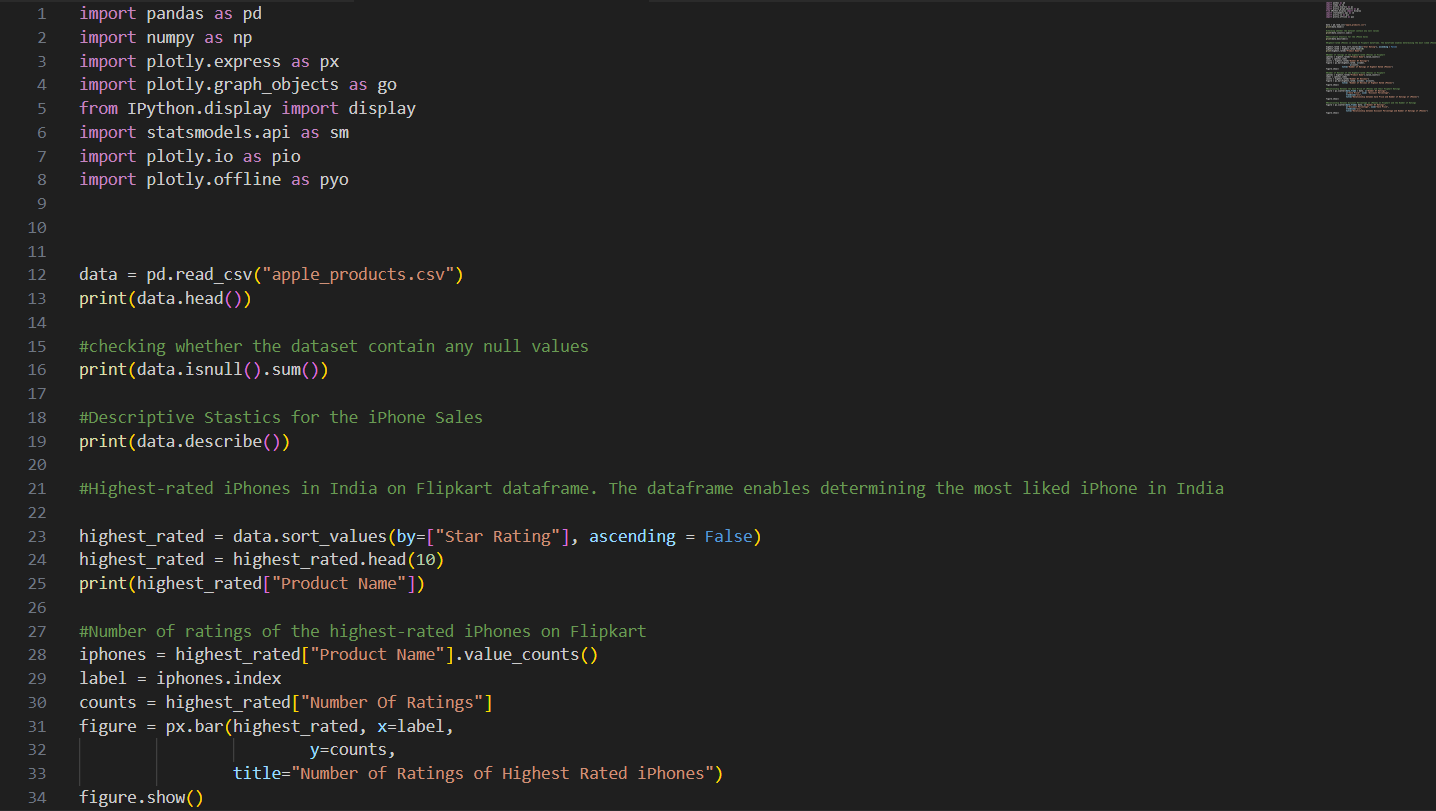 1 import pandas as pd
2 import numpy as np
3 import plotly.express as px
4 import plotly.graph_objects as go
5 from IPython.display import display
6 import statsmodels.api as sm
7 import plotly.io as pio
8 import plotly.offline as pyo
9
10
11
12 data = pd.read_csv("apple_products.csv")
13 print(data.head())
14
15 #checking whether the dataset contain any null values
16 print(data.isnull().sum())
17
18 #Descriptive Stastics for the iPhone Sales
19 print(data.describe())
20
21 #Highest-rated iPhones in India on Flipkart dataframe. The dataframe enables determining the most liked iPhone in India
22
23 highest_rated = data.sort_values(by=["Star Rating"], ascending = False)
24 highest_rated = highest_rated.head(10)
25 print(highest_rated["Product Name"])
26
27 #Number of ratings of the highest-rated iPhones on Flipkart
28 iphones = highest_rated["Product Name"].value_counts()
29 label = iphones.index
30 counts = highest_rated["Number Of Ratings"]
31 figure = px.bar(highest_rated, x=label,
32                         y=counts,
33                 title="Number of Ratings of Highest Rated iPhones")
34 figure.show()